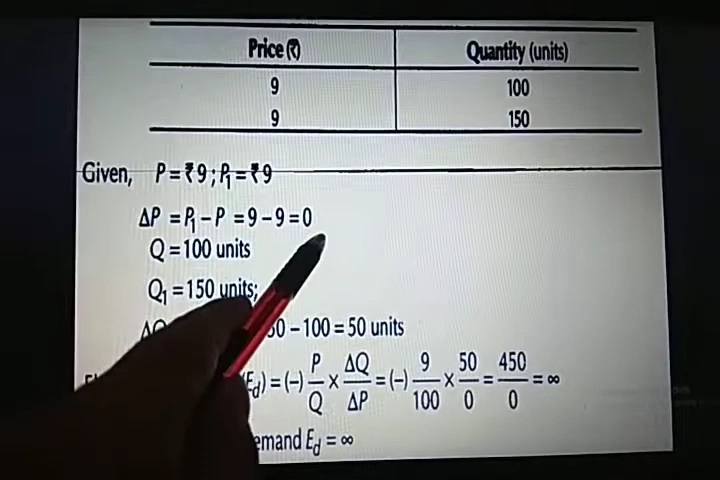 Price (₹) Quantity (units)
9 100
9 150
Given, P = ₹ 9 ; P₁ = ₹ 9
ΔP = P₁ – P = 9 – 9 = 0
Q = 100 units
Q₁ = 150 units;
ΔQ 50 – 100 = 50 units
E_d) = (–) P/Q × ΔQ/ΔP = (–) 9/100 × 50/0 = 450/0 = ∞
emand E_d = ∞